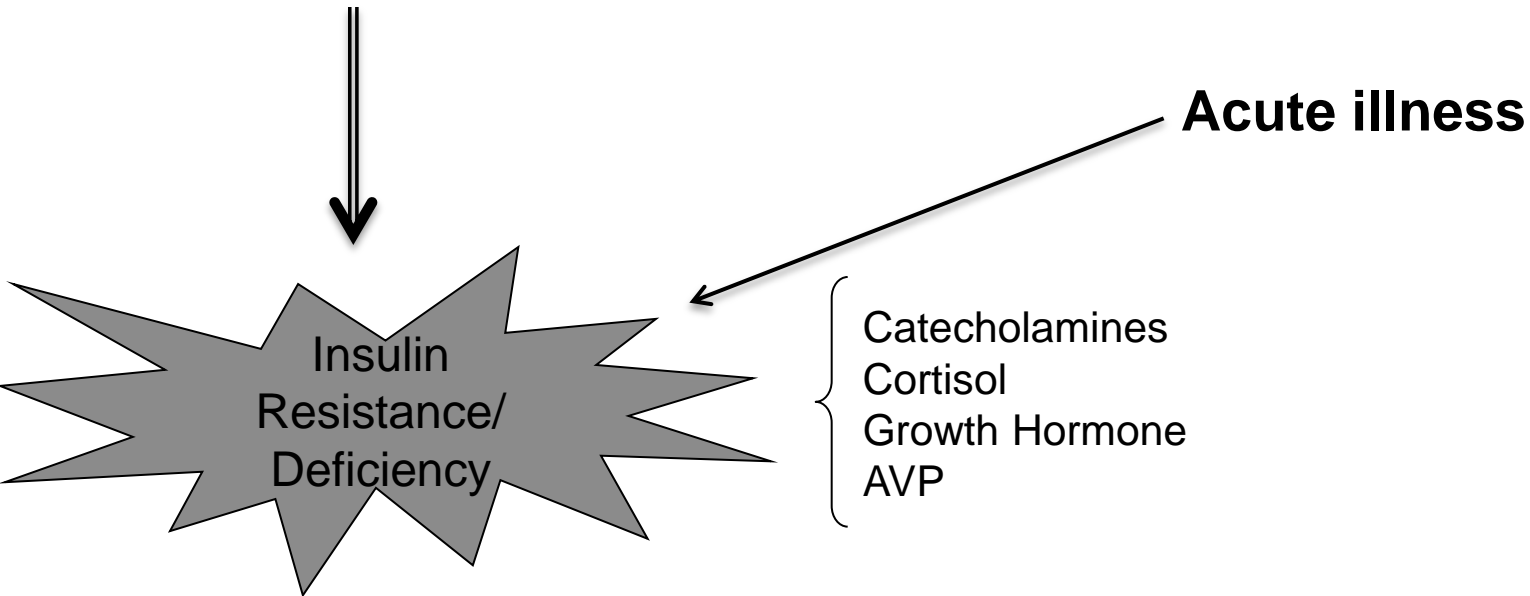 Acute illness
Insulin
Resistance/
Deficiency
Catecholamines
Cortisol
Growth Hormone
AVP